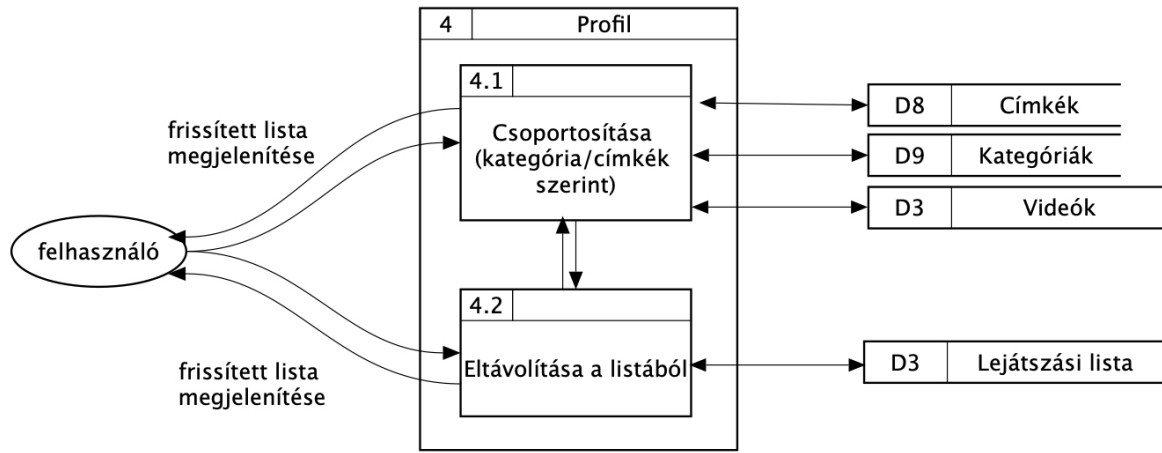 4 Profil
4.1
Csoportosítása
(kategória/címkék
szerint)
D8 Címkék
D9 Kategóriák
D3 Videók
frissített lista
megjelenítése
felhasználó
4.2
Eltávolítása a listából
D3 Lejátszási lista
frissített lista
megjelenítése